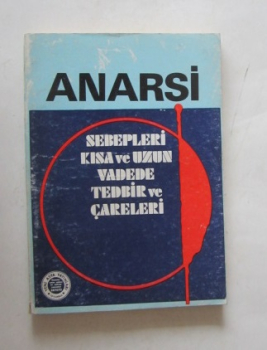 ANARSİ
SEBEPLERİ
KISA ve UZUN
VADEDE
TEDBİR ve
ÇARELERİ